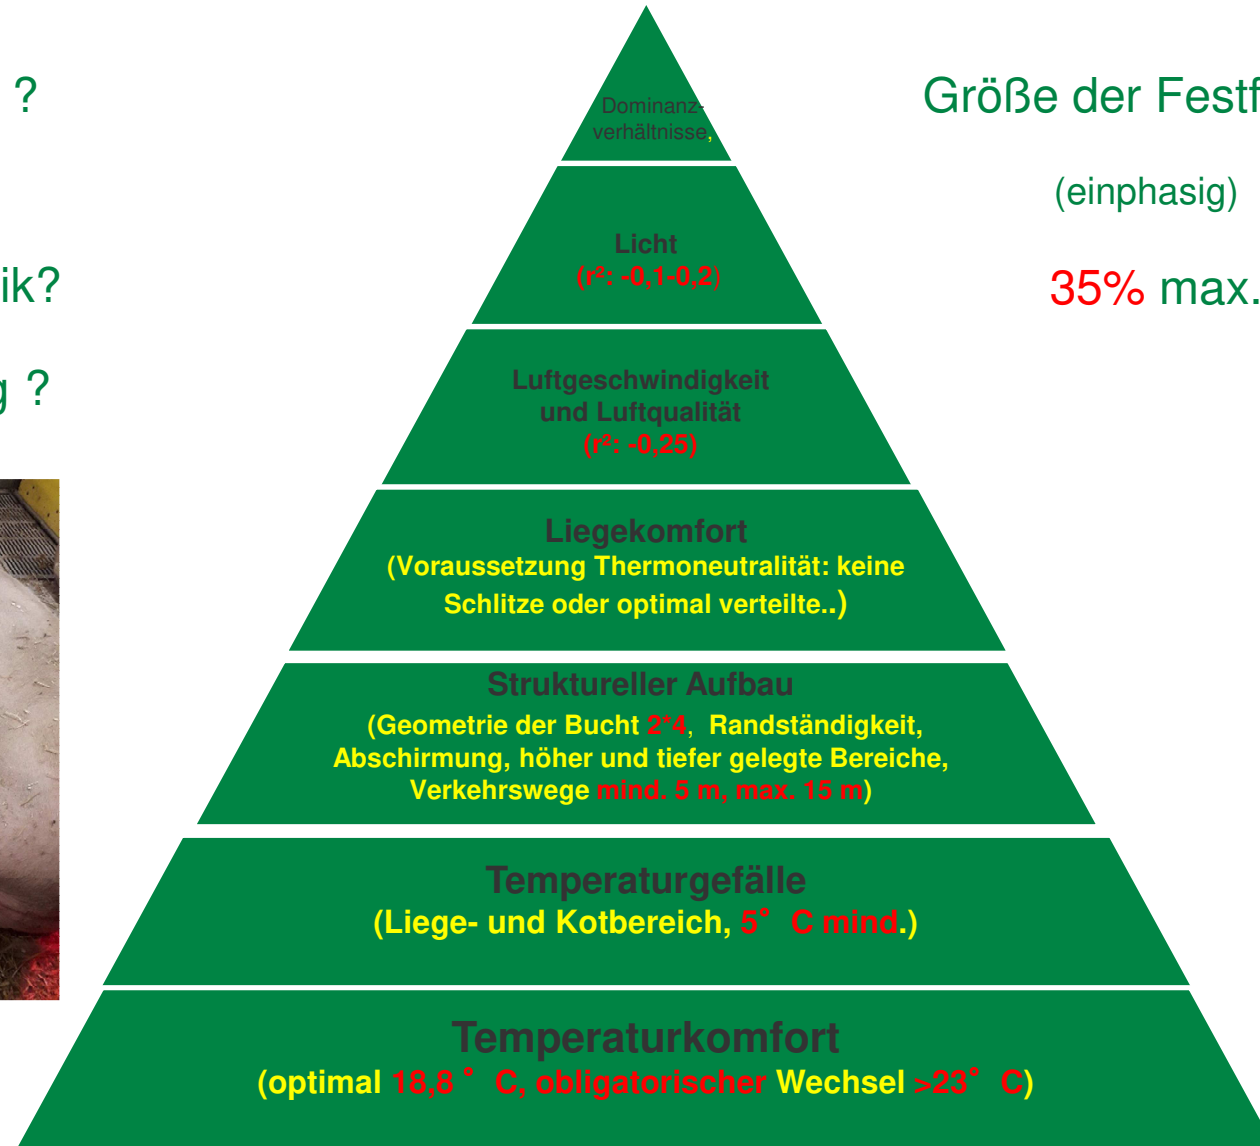 ?
ik?
g ?
Dominanz-
verhältnisse,
Licht
(r²: -0,1-0,2)
Luftgeschwindigkeit
und Luftqualität
(r²: -0,25)
Liegekomfort
(Voraussetzung Thermoneutralität: keine
Schlitze oder optimal verteilte..)
Struktureller Aufbau
(Geometrie der Bucht 2*4, Randständigkeit,
Abschirmung, höher und tiefer gelegte Bereiche,
Verkehrswege mind. 5 m, max. 15 m)
Temperaturgefälle
(Liege- und Kotbereich, 5° C mind.)
Temperaturkomfort
(optimal 18,8 ° C, obligatorischer Wechsel >23° C)
Größe der Festf
(einphasig)
35% max.